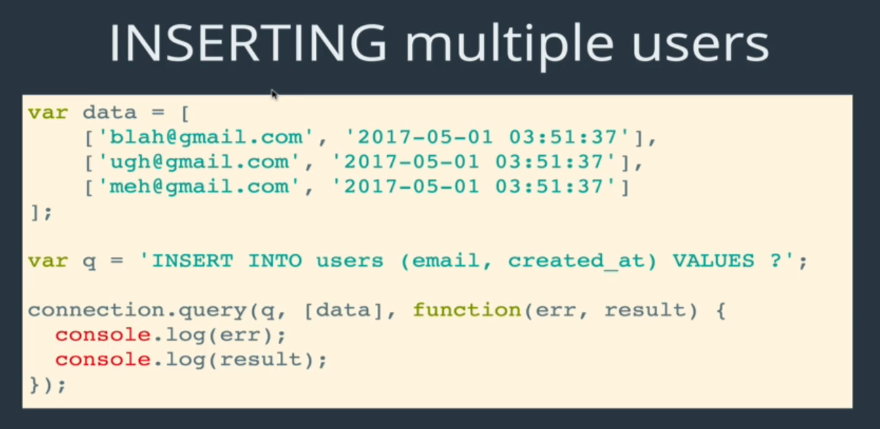 INSERTING multiple users
var data = [
    ['blah@gmail.com', '2017-05-01 03:51:37'],
    ['ugh@gmail.com', '2017-05-01 03:51:37'],
    ['meh@gmail.com', '2017-05-01 03:51:37']
];
var q = 'INSERT INTO users (email, created_at) VALUES ?';
connection.query(q, [data], function(err, result) {
  console.log(err);
  console.log(result);
});